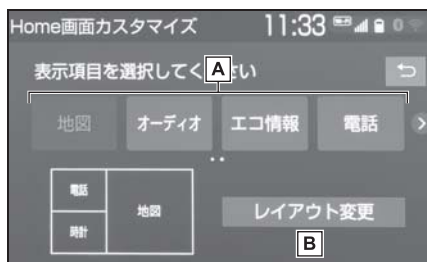 Home画面カスタマイズ 11:33
表示項目を選択してください
A
地図 オーディオ エコ情報 電話
電話 地図
時計
レイアウト変更
B